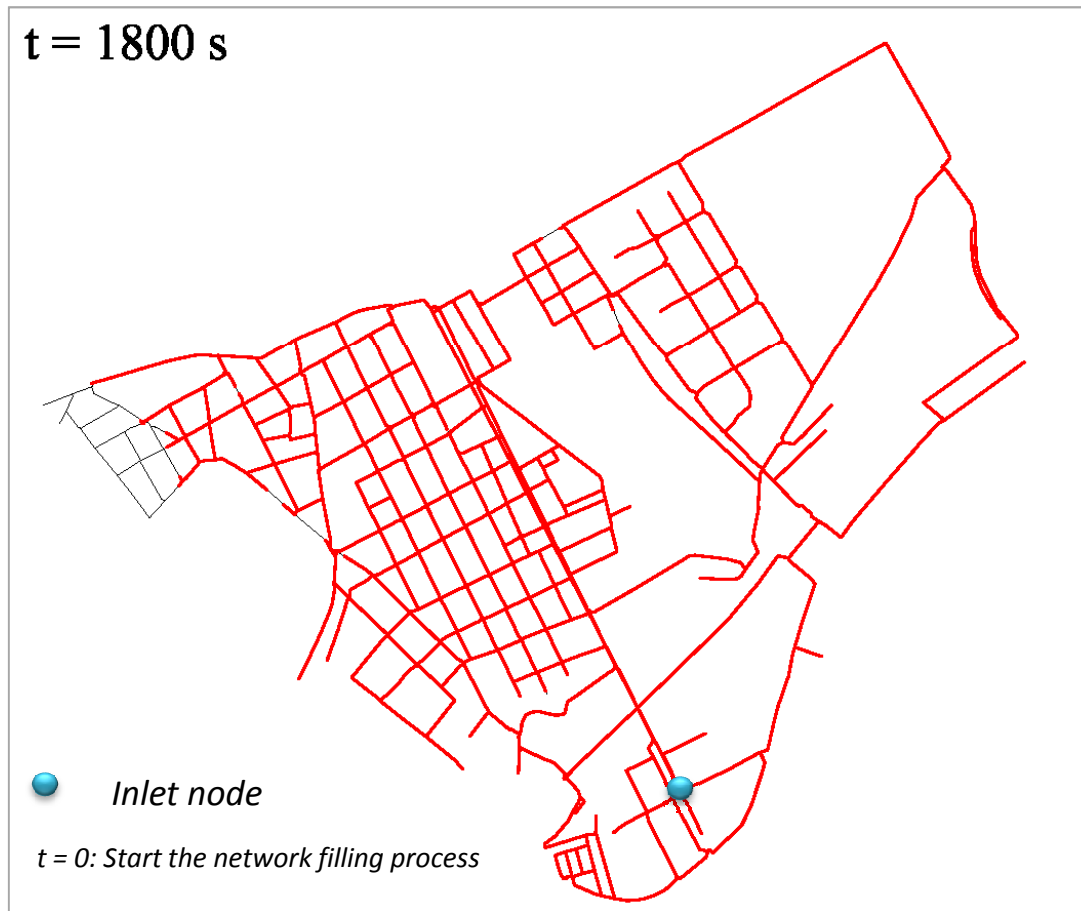 t = 1800 s
Inlet node
t = 0: Start the network filling process